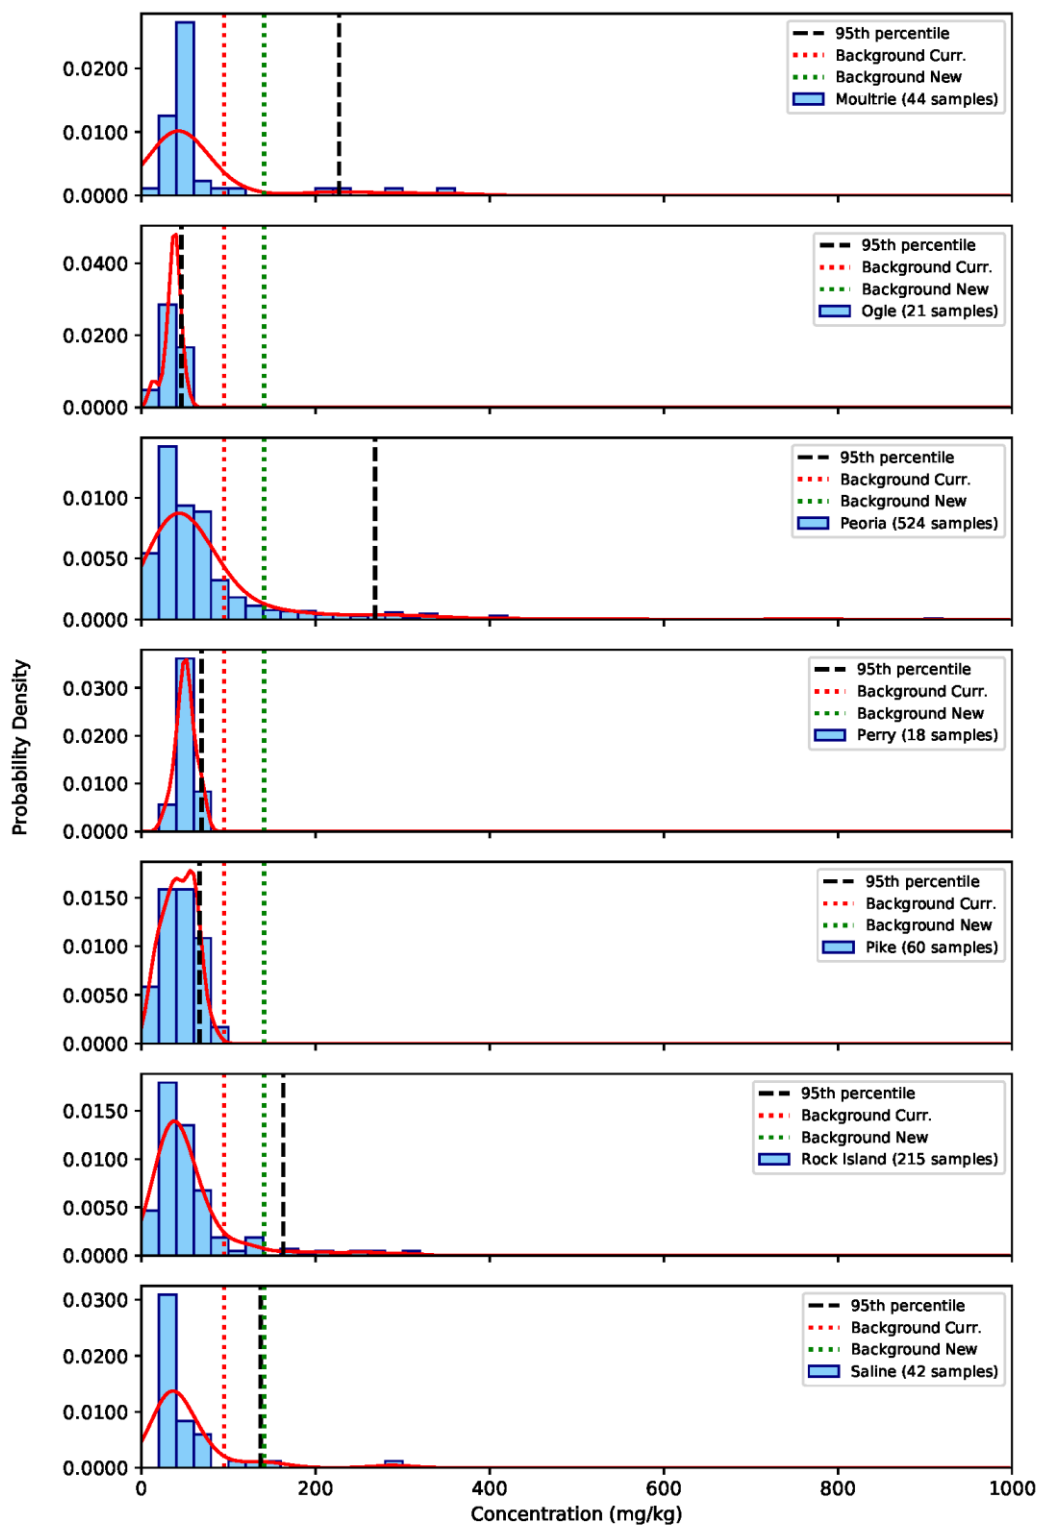 95th percentile
Background Curr.
Background New
Moultrie (44 samples)
0.0200
0.0100
0.0000
95th percentile
Background Curr.
Background New
Ogle (21 samples)
0.0400
0.0200
0.0000
95th percentile
Background Curr.
Background New
Peoria (524 samples)
0.0100
0.0050
0.0000
Probability Density
95th percentile
Background Curr.
Background New
Perry (18 samples)
0.0300
0.0200
0.0100
0.0000
95th percentile
Background Curr.
Background New
Pike (60 samples)
0.0150
0.0100
0.0050
0.0000
95th percentile
Background Curr.
Background New
Rock Island (215 samples)
0.0150
0.0100
0.0050
0.0000
95th percentile
Background Curr.
Background New
Saline (42 samples)
0.0300
0.0200
0.0100
0.0000
0 200 400 600 800 1000
Concentration (mg/kg)